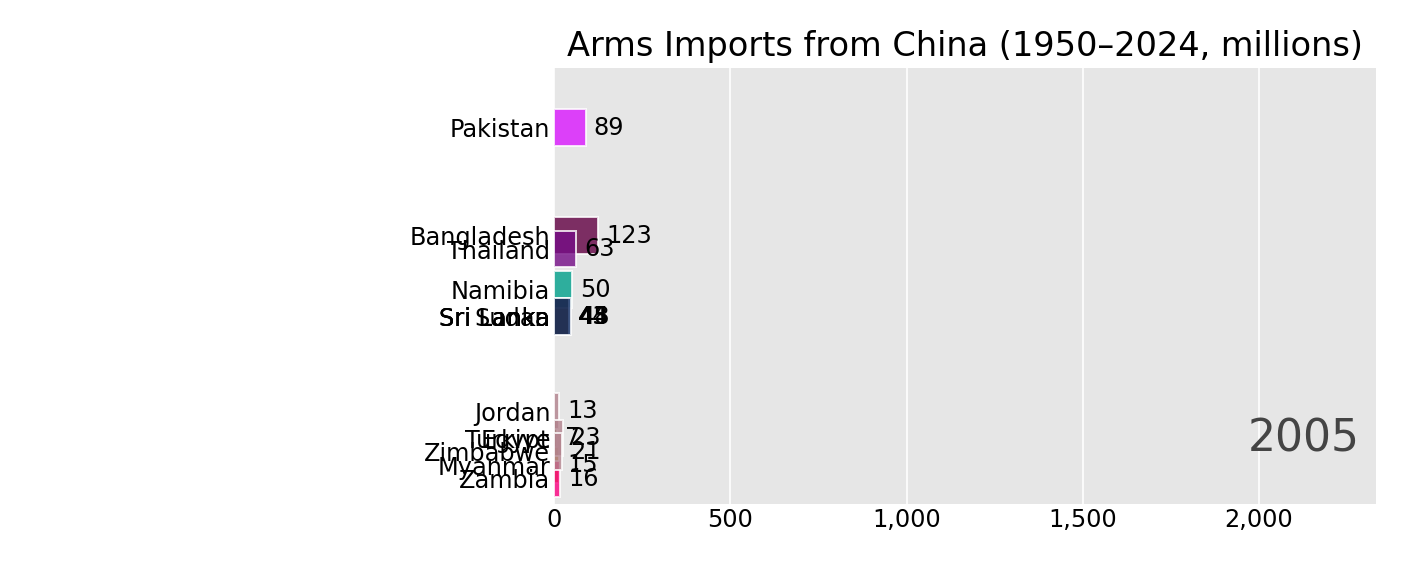 Arms Imports from China (1950–2024, millions)
Pakistan 89
Bangladesh 123
Thailand 63
Namibia 50
Sri Lanka
Jordan 13
23
Zimbabwe 21
Myanmar 15
Zambia 16
2005
0 500 1,000 1,500 2,000